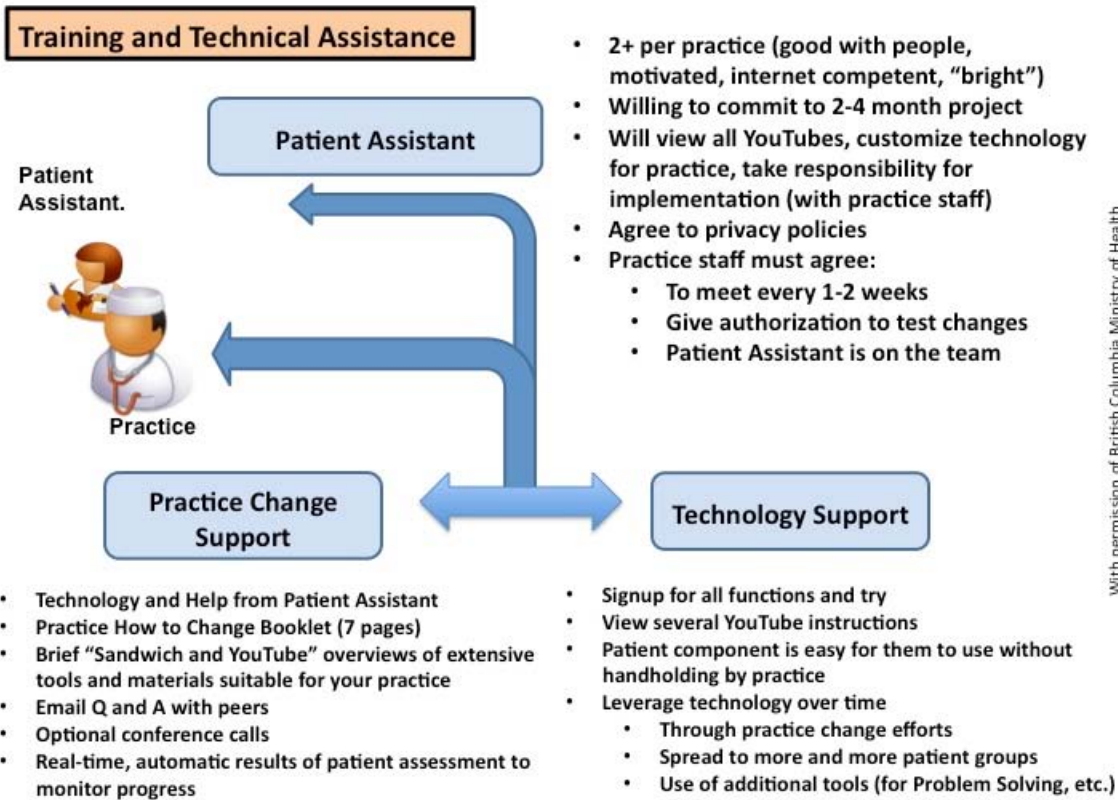 Training and Technical Assistance
Patient Assistant
• 2+ per practice (good with people,
motivated, internet competent, “bright”)
• Willing to commit to 2-4 month project
• Will view all YouTubes, customize technology
for practice, take responsibility for
implementation (with practice staff)
• Agree to privacy policies
• Practice staff must agree:
• To meet every 1-2 weeks
• Give authorization to test changes
• Patient Assistant is on the team
Patient
Assistant.
Practice
Practice Change
Support
Technology Support
• Technology and Help from Patient Assistant
• Practice How to Change Booklet (7 pages)
• Brief “Sandwich and YouTube” overviews of extensive
tools and materials suitable for your practice
• Email Q and A with peers
• Optional conference calls
• Real-time, automatic results of patient assessment to
monitor progress
• Signup for all functions and try
• View several YouTube instructions
• Patient component is easy for them to use without
handholding by practice
• Leverage technology over time
• Through practice change efforts
• Spread to more and more patient groups
• Use of additional tools (for Problem Solving, etc.)
With permission of British Columbia Ministry of Health